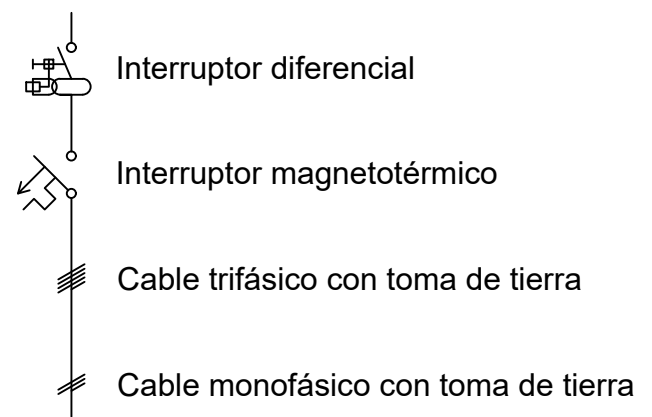 Interruptor diferencial
Interruptor magnetotérmico
Cable trifásico con toma de tierra
Cable monofásico con toma de tierra